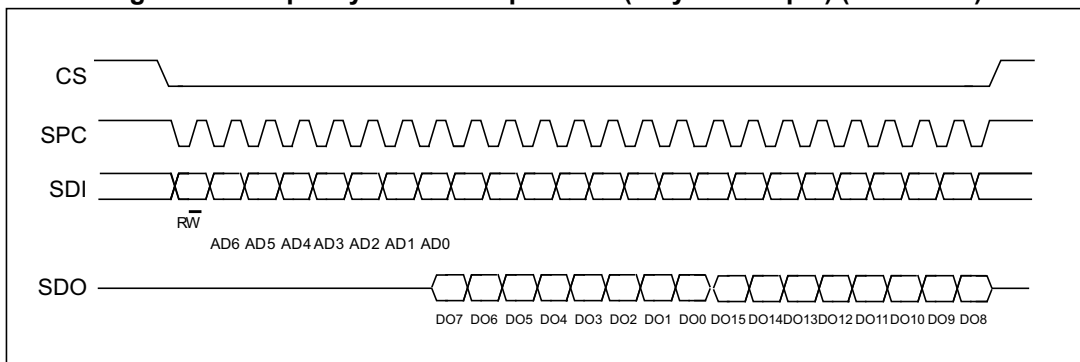 CS
SPC
SDI
RW
AD6 AD5 AD4 AD3 AD2 AD1 AD0
SDO
DO7 DO6 DO5 DO4 DO3 DO2 DO1 DO0 DO15 DO14 DO13 DO12 DO11 DO10 DO9 DO8